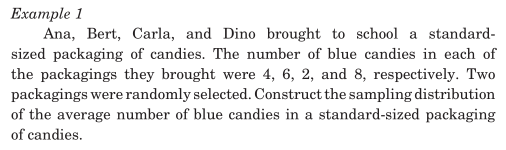 Example 1
Ana, Bert, Carla, and Dino brought to school a standard-
sized packaging of candies. The number of blue candies in each of
the packagings they brought were 4, 6, 2, and 8, respectively. Two
packagings were randomly selected. Construct the sampling distribution
of the average number of blue candies in a standard-sized packaging
of candies.